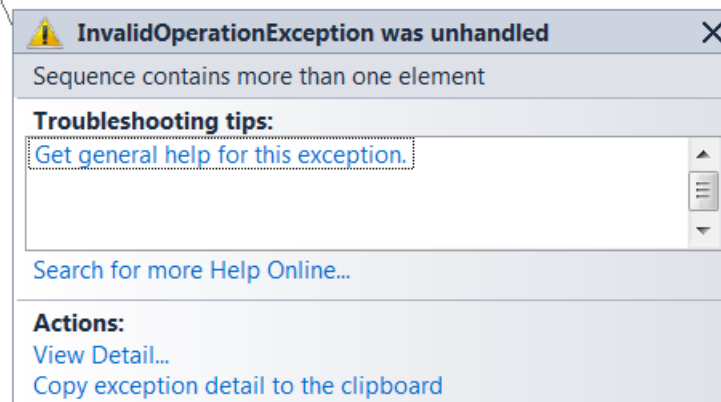 InvalidOperationException was unhandled
Sequence contains more than one element
Troubleshooting tips:
Get general help for this exception.
Search for more Help Online...
Actions:
View Detail...
Copy exception detail to the clipboard